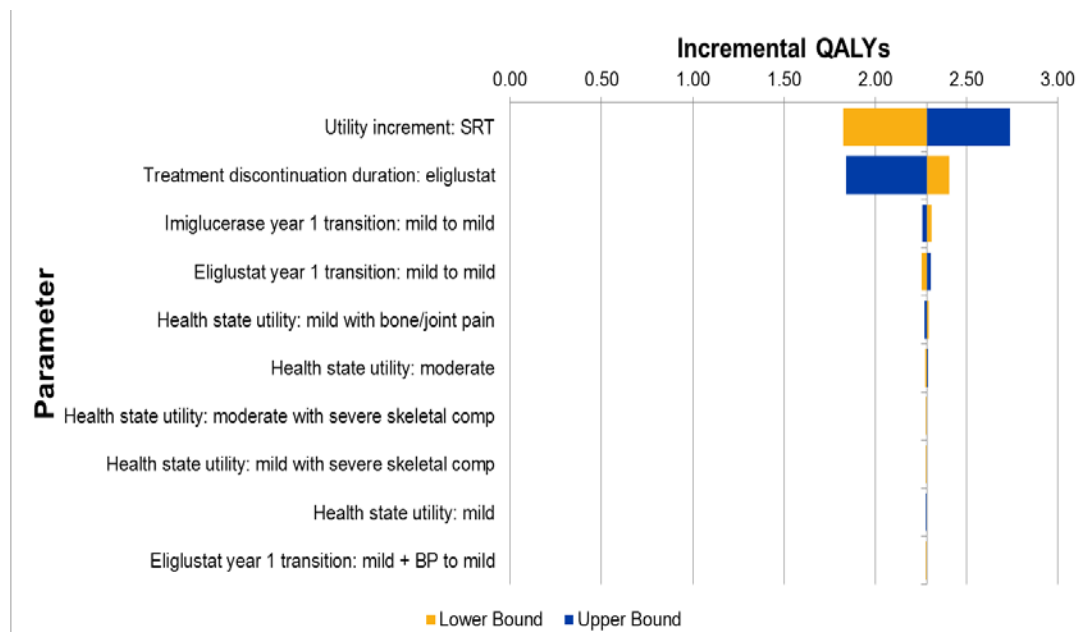 Incremental QALYs
0.00 0.50 1.00 1.50 2.00 2.50 3.00
Parameter
Utility increment: SRT
Treatment discontinuation duration: eliglustat
Imiglucerase year 1 transition: mild to mild
Eliglustat year 1 transition: mild to mild
Health state utility: mild with bone/joint pain
Health state utility: moderate
Health state utility: moderate with severe skeletal comp
Health state utility: mild with severe skeletal comp
Health state utility: mild
Eliglustat year 1 transition: mild + BP to mild
Lower Bound Upper Bound